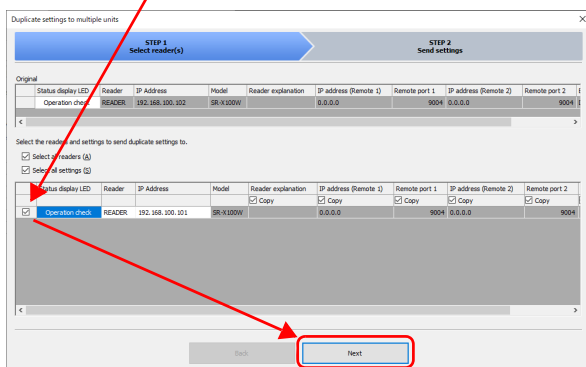 Duplicate settings to multiple units
STEP 1
Select reader(s)
STEP 2
Send settings
Original
Status display LED Reader IP Address Model Reader explanation IP address (Remote 1) Remote port 1 IP address (Remote 2) Remote port 2
Operation check READER 192.168.100.102 SR-X100W 0.0.0.0 9004 0.0.0.0 9004
Select the readers and settings to send duplicate settings to.
Select all readers (A)
Select all settings (S)
Status display LED Reader IP Address Model Reader explanation IP address (Remote 1) Remote port 1 IP address (Remote 2) Remote port 2
Copy Copy Copy Copy Copy
Operation check READER 192.168.100.101 SR-X100W 0.0.0.0 9004 0.0.0.0 9004
Back Next